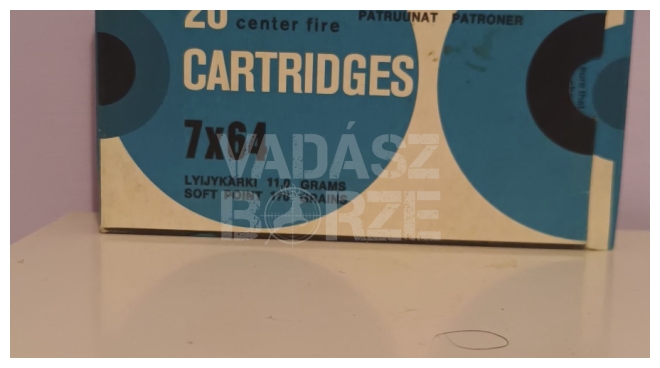 20 center fire
PATRUUNAT PATRONER
CARTRIDGES
7x64
LYIJYKÄRKI 11,0 GRAMS
SOFT POINT 170 GRAINS
VADÁSZ
BÖRZE